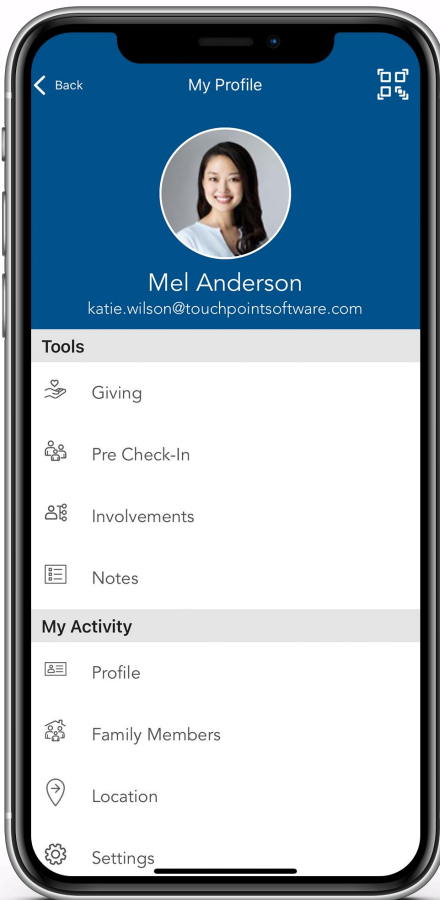 Back
My Profile
Mel Anderson
katie.wilson@touchpointsoftware.com
Tools
Giving
Pre Check-In
Involvements
Notes
My Activity
Profile
Family Members
Location
Settings